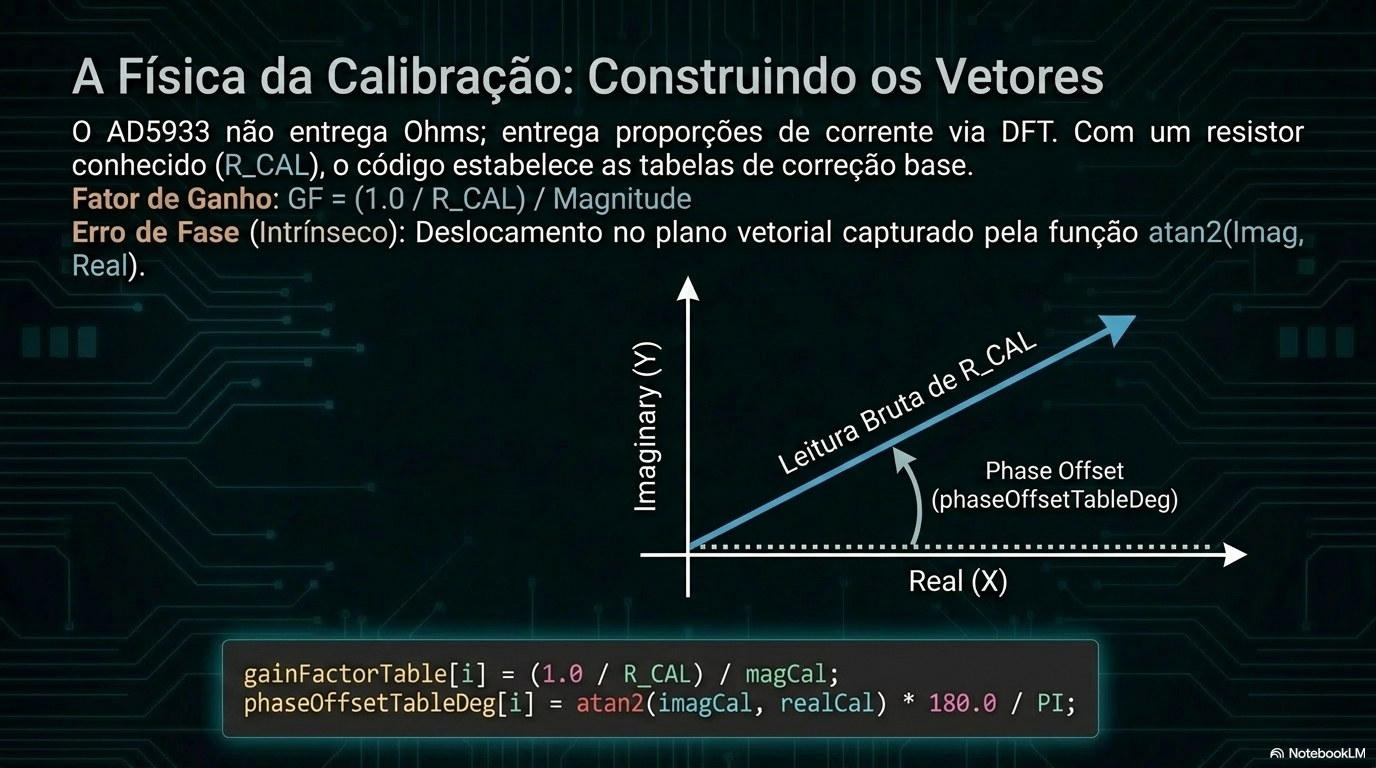 A Física da Calibração: Construindo os Vetores
O AD5933 não entrega Ohms; entrega proporções de corrente via DFT. Com um resistor
conhecido (R_CAL), o código estabelece as tabelas de correção base.
Fator de Ganho: GF = (1.0 / R_CAL) / Magnitude
Erro de Fase (Intrínseco): Deslocamento no plano vetorial capturado pela função atan2(Imag,
Real).
Imaginary (Y)
Leitura Bruta de R_CAL
Phase Offset
(phaseOffsetTableDeg)
Real (X)
gainFactorTable[i] = (1.0 / R_CAL) / magCal;
phaseOffsetTableDeg[i] = atan2(imagCal, realCal) * 180.0 / PI;
NotebookLM